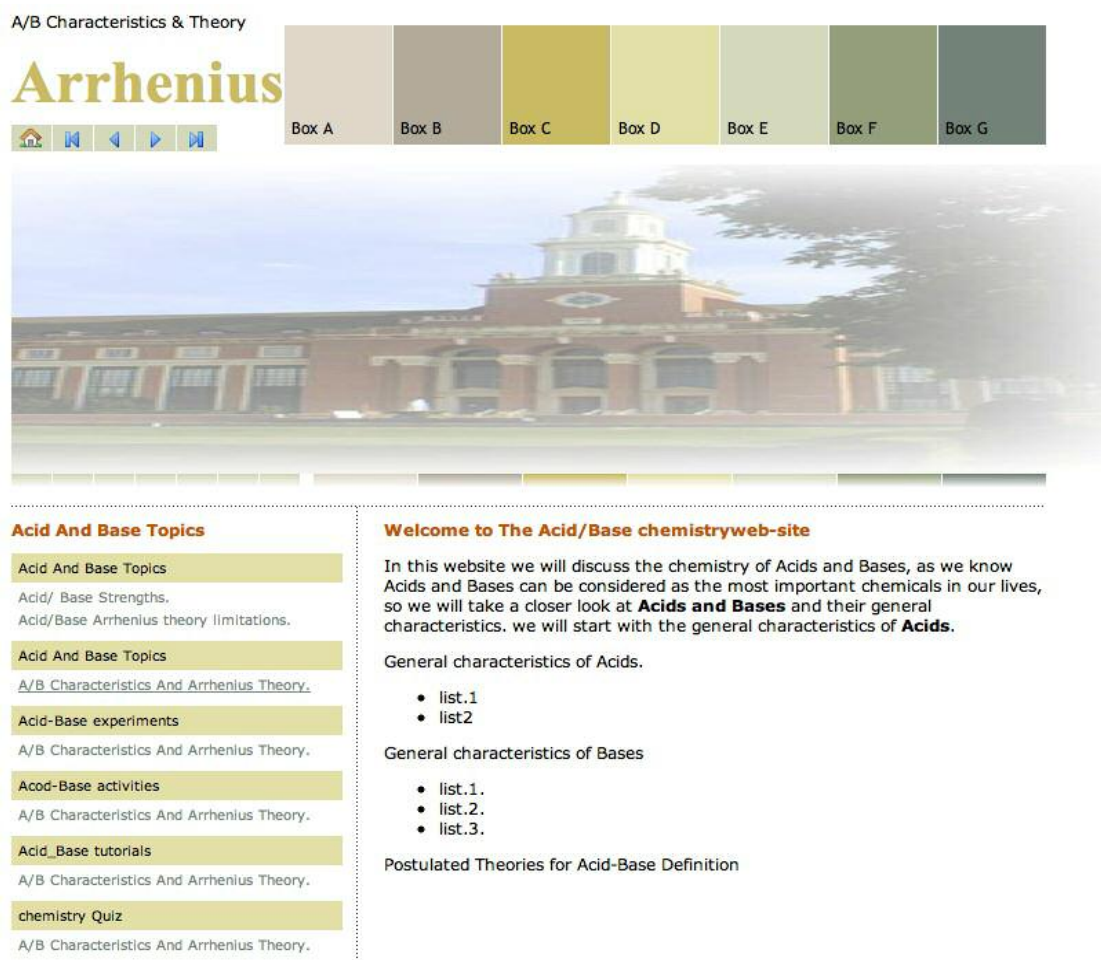 A/B Characteristics & Theory
Arrhenius
Box A
Box B
Box C
Box D
Box E
Box F
Box G
Acid And Base Topics
Acid And Base Topics
Acid/ Base Strengths.
Acid/Base Arrhenius theory limitations.
Acid And Base Topics
A/B Characteristics And Arrhenius Theory.
Acid-Base experiments
A/B Characteristics And Arrhenius Theory.
Acod-Base activities
A/B Characteristics And Arrhenius Theory.
Acid_Base tutorials
A/B Characteristics And Arrhenius Theory.
chemistry Quiz
A/B Characteristics And Arrhenius Theory.
Welcome to The Acid/Base chemistryweb-site
In this website we will discuss the chemistry of Acids and Bases, as we know
Acids and Bases can be considered as the most important chemicals in our lives,
so we will take a closer look at Acids and Bases and their general
characteristics. we will start with the general characteristics of Acids.
General characteristics of Acids.
list.1
list2
General characteristics of Bases
list.1.
list.2.
list.3.
Postulated Theories for Acid-Base Definition